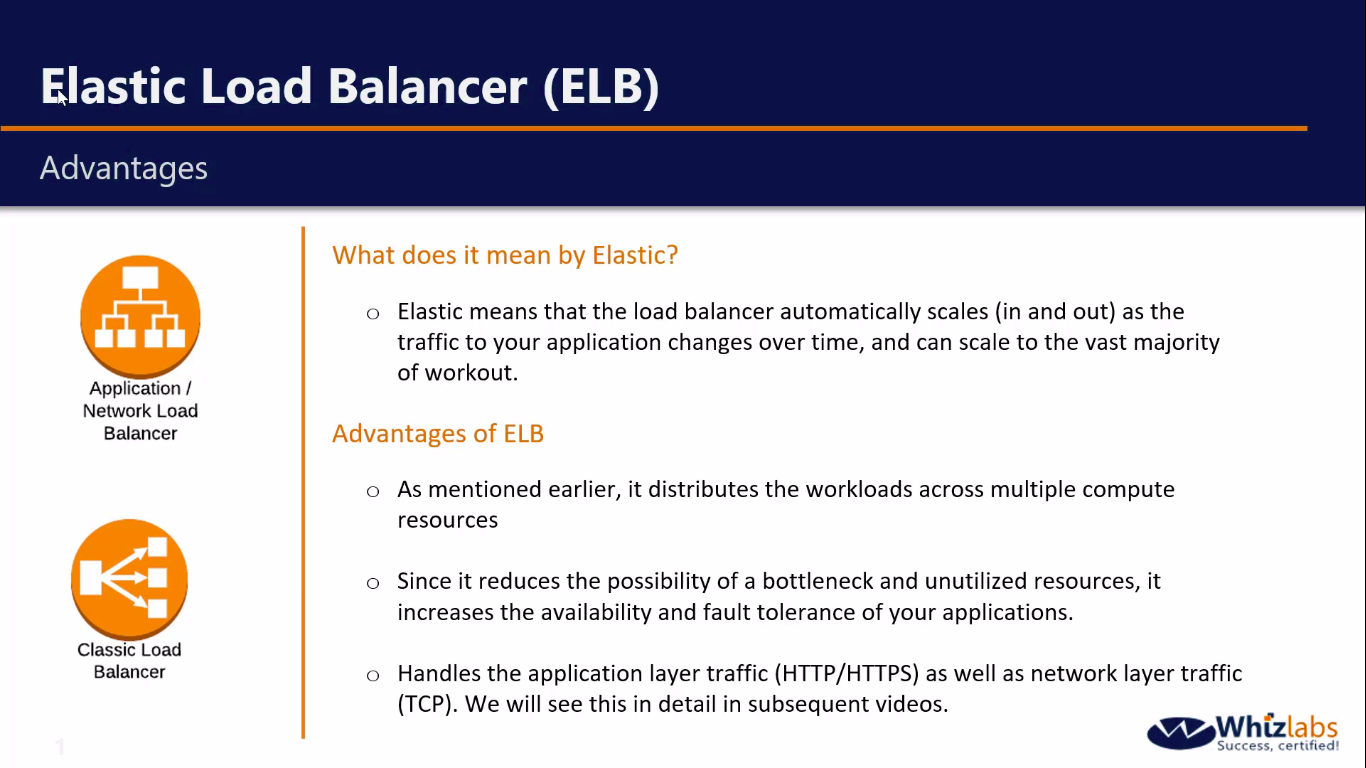 Elastic Load Balancer (ELB)
Advantages
Application /
Network Load
Balancer
Classic Load
Balancer
What does it mean by Elastic?
○ Elastic means that the load balancer automatically scales (in and out) as the
traffic to your application changes over time, and can scale to the vast majority
of workout.
Advantages of ELB
○ As mentioned earlier, it distributes the workloads across multiple compute
resources
○ Since it reduces the possibility of a bottleneck and unutilized resources, it
increases the availability and fault tolerance of your applications.
○ Handles the application layer traffic (HTTP/HTTPS) as well as network layer traffic
(TCP). We will see this in detail in subsequent videos.
1
Whizlabs
Success, certified!